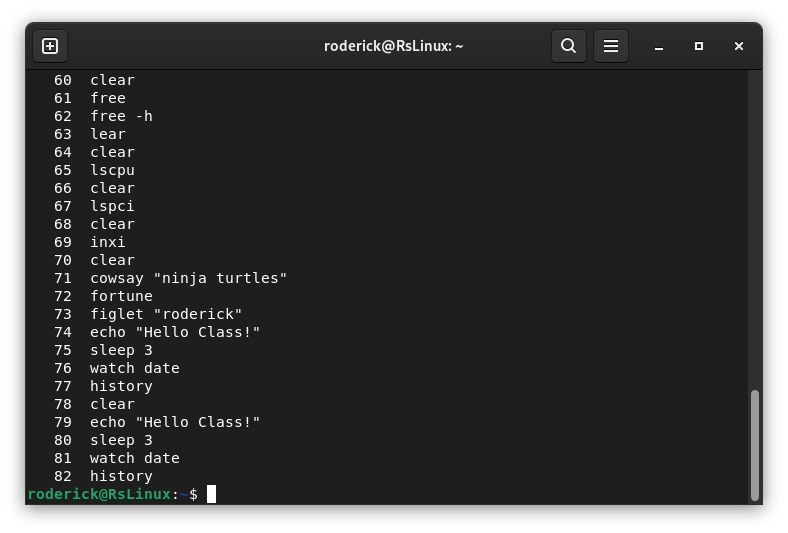 roderick@RsLinux: ~
60 clear
61 free
62 free -h
63 lear
64 clear
65 lscpu
66 clear
67 lspci
68 clear
69 inxi
70 clear
71 cowsay "ninja turtles"
72 fortune
73 figlet "roderick"
74 echo "Hello Class!"
75 sleep 3
76 watch date
77 history
78 clear
79 echo "Hello Class!"
80 sleep 3
81 watch date
82 history
roderick@RsLinux:~$